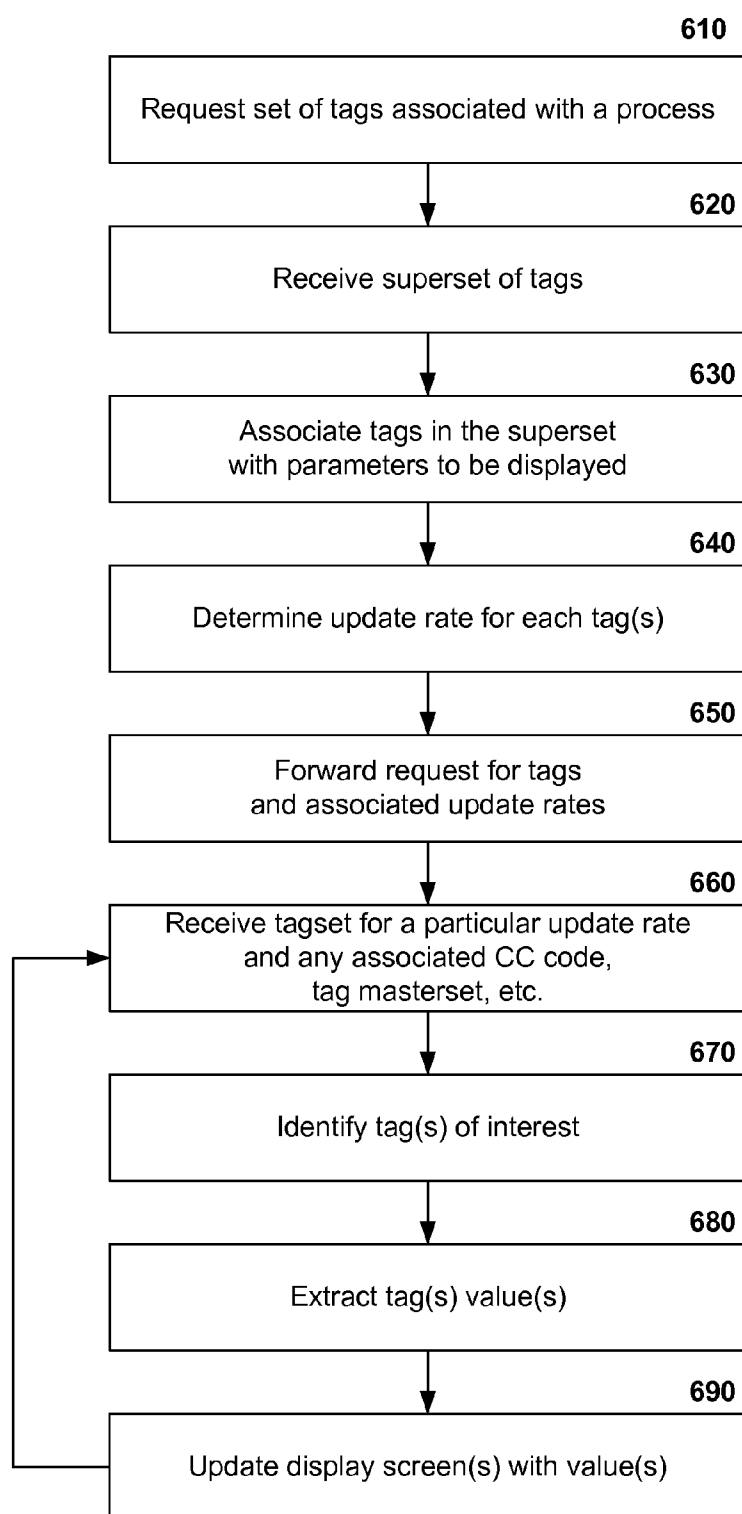 610
Request set of tags associated with a process
620
Receive superset of tags
630
Associate tags in the superset
with parameters to be displayed
640
Determine update rate for each tag(s)
650
Forward request for tags
and associated update rates
660
Receive tagset for a particular update rate
and any associated CC code,
tag masterset, etc.
670
Identify tag(s) of interest
680
Extract tag(s) value(s)
690
Update display screen(s) with value(s)